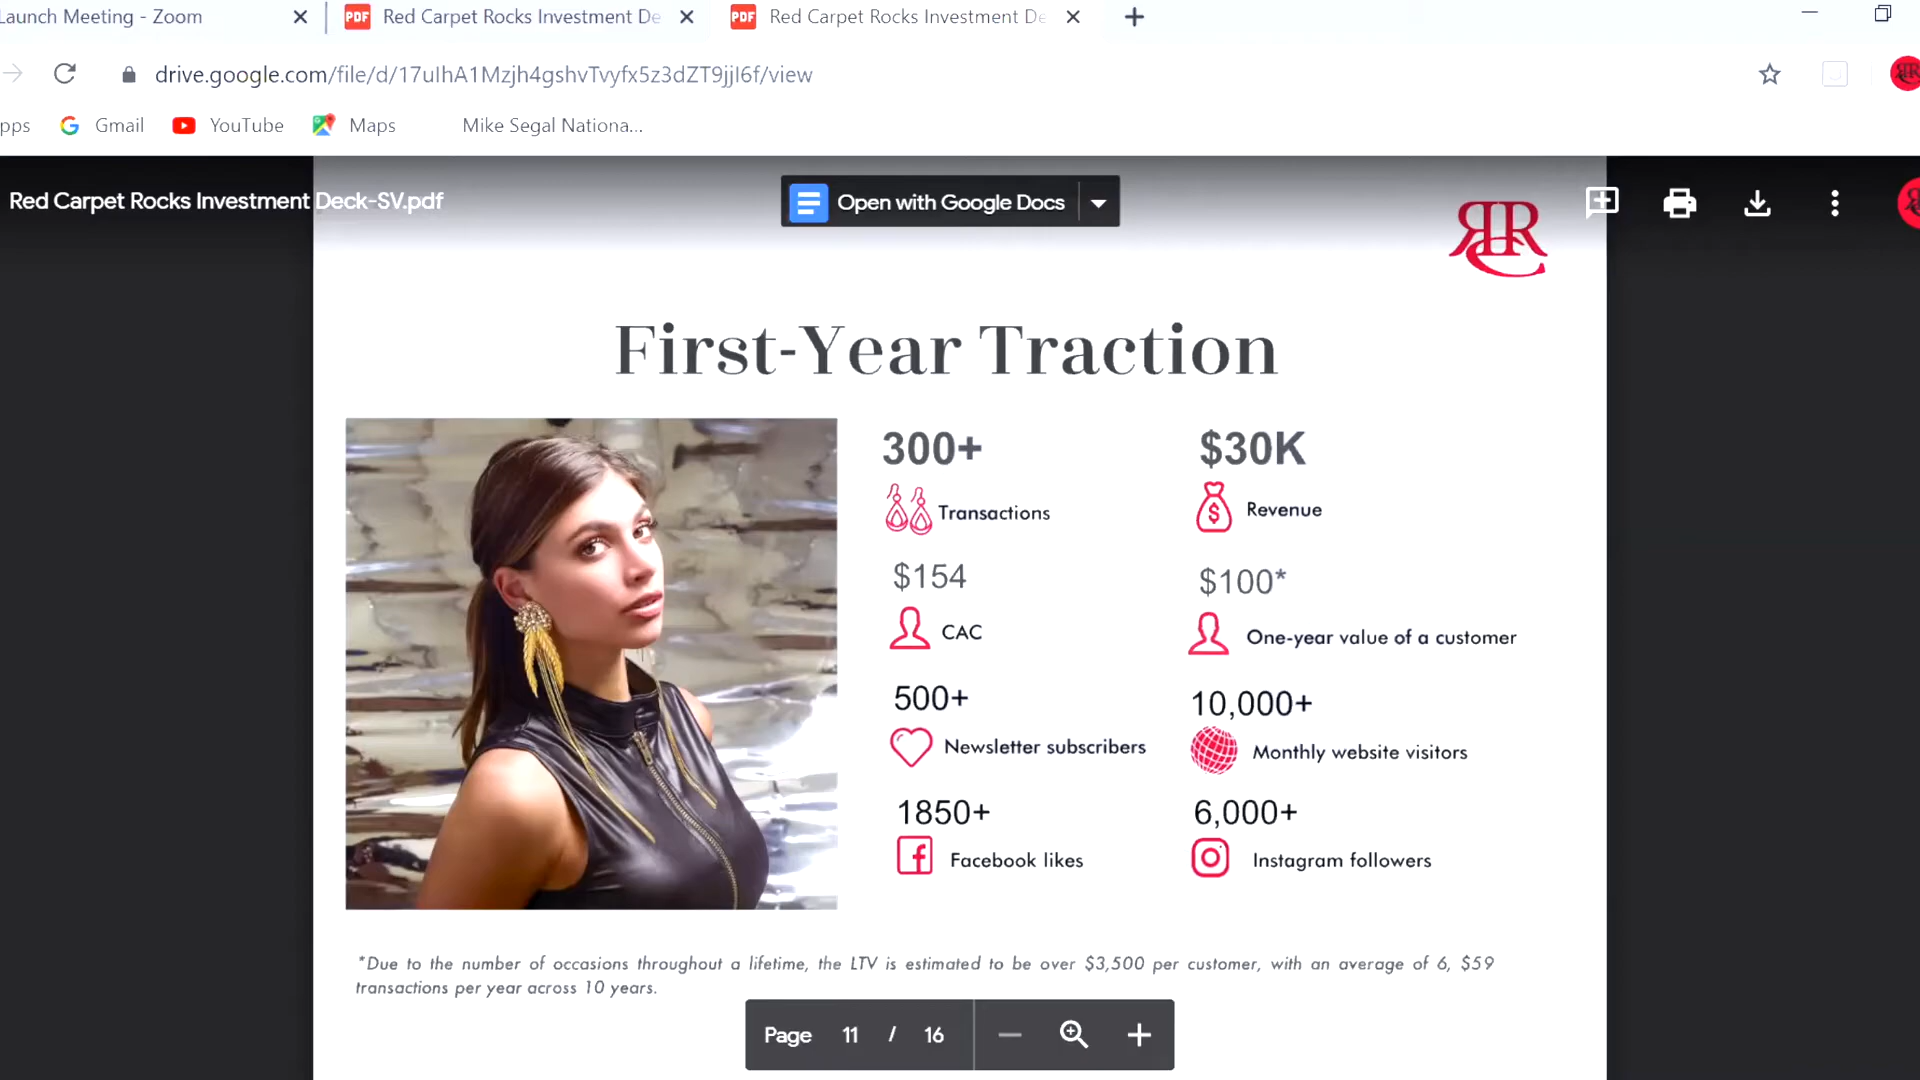 Launch Meeting - Zoom
Red Carpet Rocks Investment De
Red Carpet Rocks Investment De
drive.google.com/file/d/17uIhA1Mzjh4gshvTvyfx5z3dZT9jjI6f/view
pps
Gmail
YouTube
Maps
Mike Segal Nationa...
Red Carpet Rocks Investment Deck-SV.pdf
Open with Google Docs
First-Year Traction
300+
Transactions
$30K
Revenue
$154
CAC
$100*
One-year value of a customer
500+
Newsletter subscribers
10,000+
Monthly website visitors
1850+
Facebook likes
6,000+
Instagram followers
*Due to the number of occasions throughout a lifetime, the LTV is estimated to be over $3,500 per customer, with an average of 6, $59
transactions per year across 10 years.
Page 11 / 16